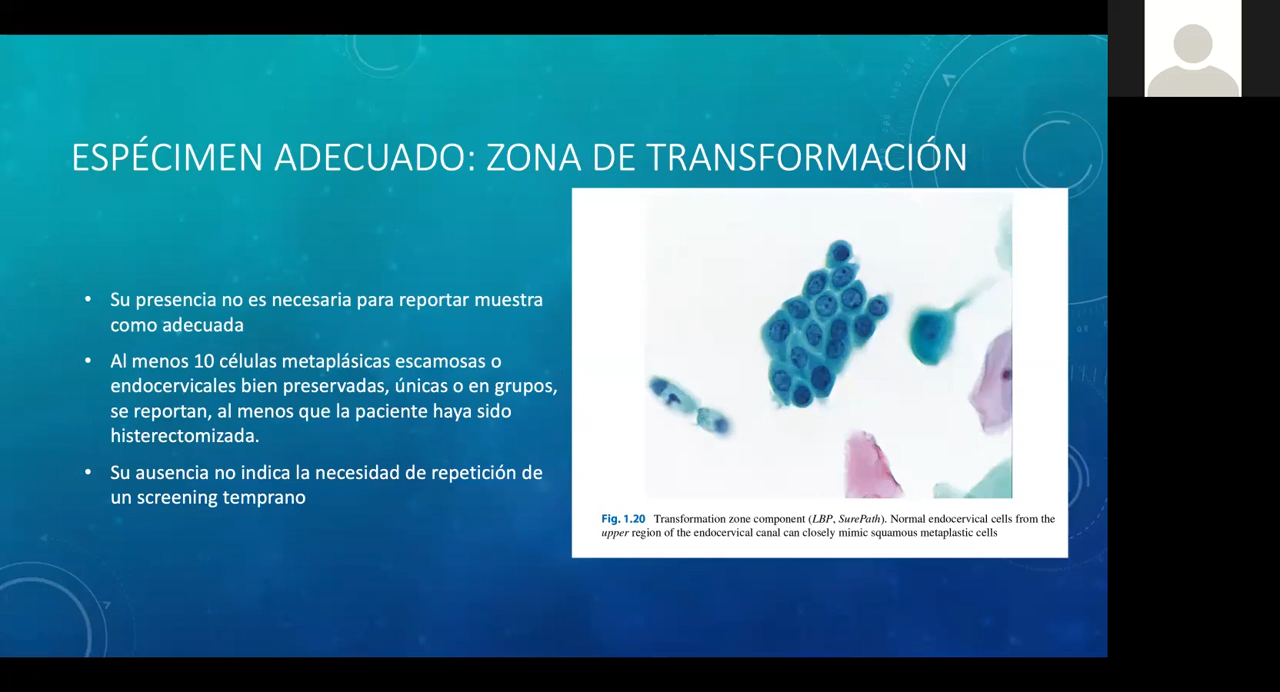 ESPÉCIMEN ADECUADO: ZONA DE TRANSFORMACIÓN
• Su presencia no es necesaria para reportar muestra
como adecuada
• Al menos 10 células metaplásicas escamosas o
endocervicales bien preservadas, únicas o en grupos,
se reportan, al menos que la paciente haya sido
histerectomizada.
• Su ausencia no indica la necesidad de repetición de
un screening temprano
Fig. 1.20 Transformation zone component (LBP, SurePath). Normal endocervical cells from the
upper region of the endocervical canal can closely mimic squamous metaplastic cells